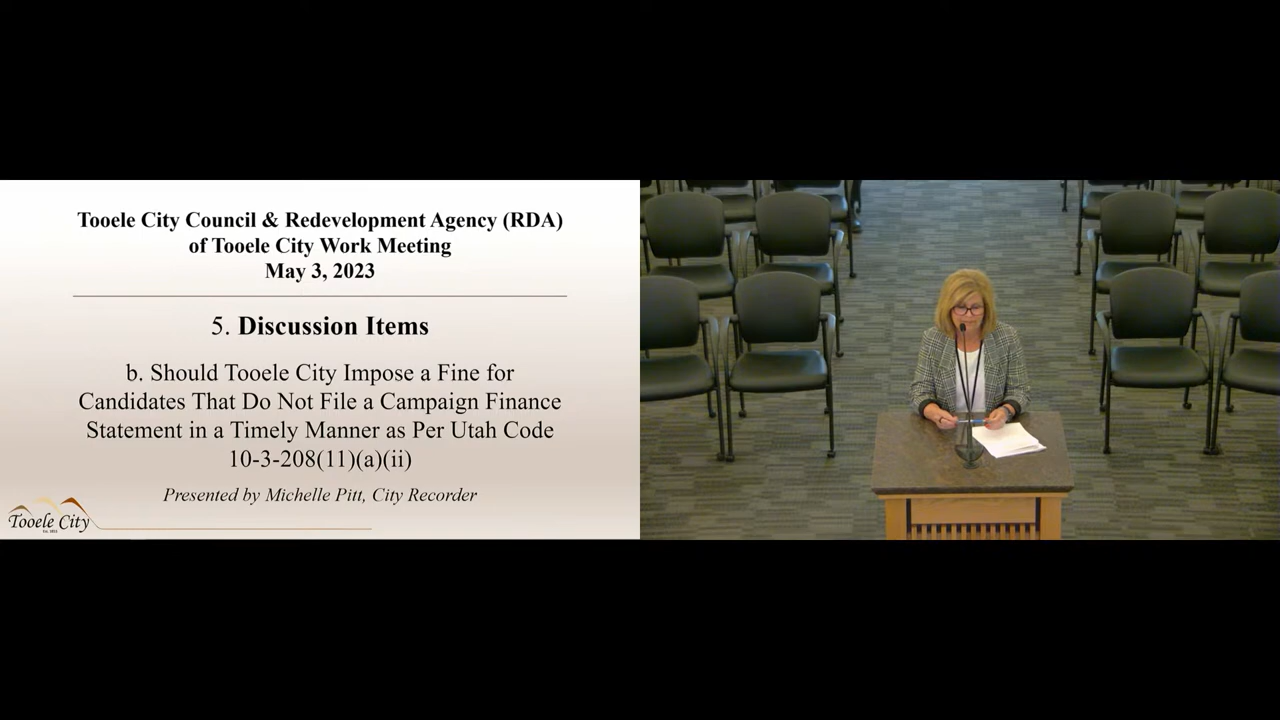 Tooele City Council & Redevelopment Agency (RDA)
of Tooele City Work Meeting
May 3, 2023
5. Discussion Items
b. Should Tooele City Impose a Fine for
Candidates That Do Not File a Campaign Finance
Statement in a Timely Manner as Per Utah Code
10-3-208(11)(a)(ii)
Presented by Michelle Pitt, City Recorder
Tooele City